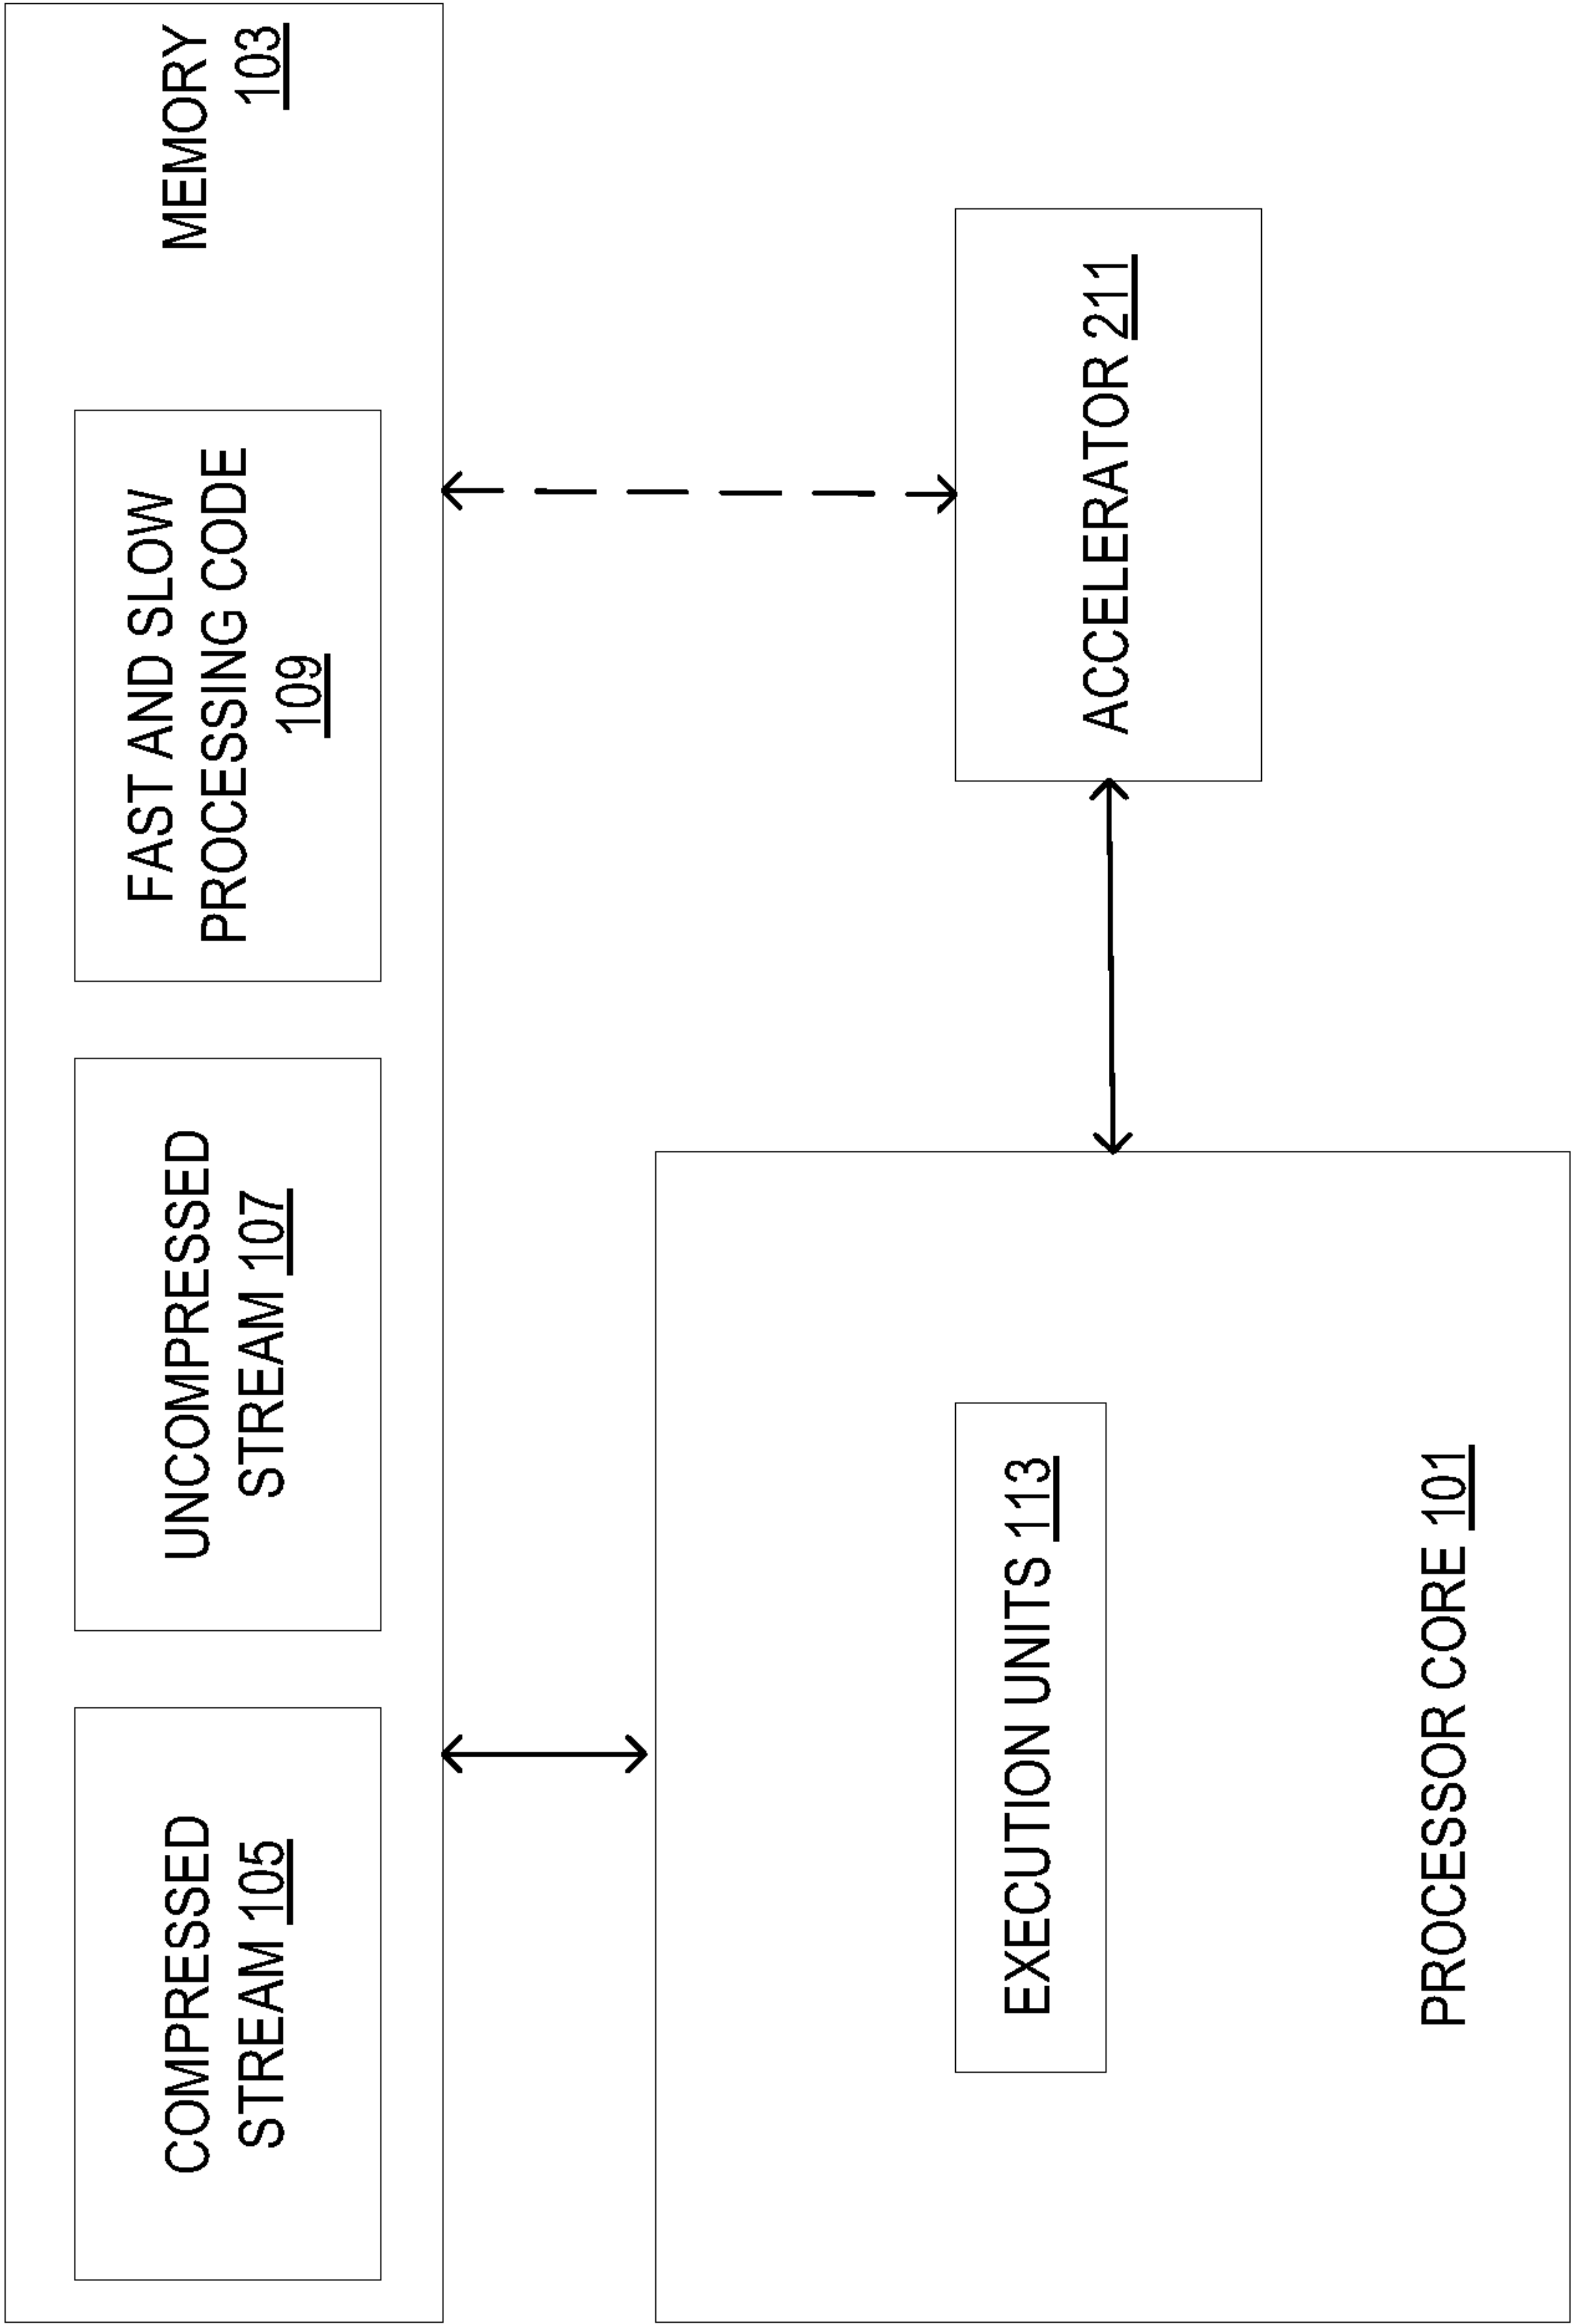 COMPRESSED
STREAM 105
UNCOMPRESSED
STREAM 107
FAST AND SLOW
PROCESSING CODE
109
MEMORY
103
EXECUTION UNITS 113
PROCESSOR CORE 101
ACCELERATOR 211